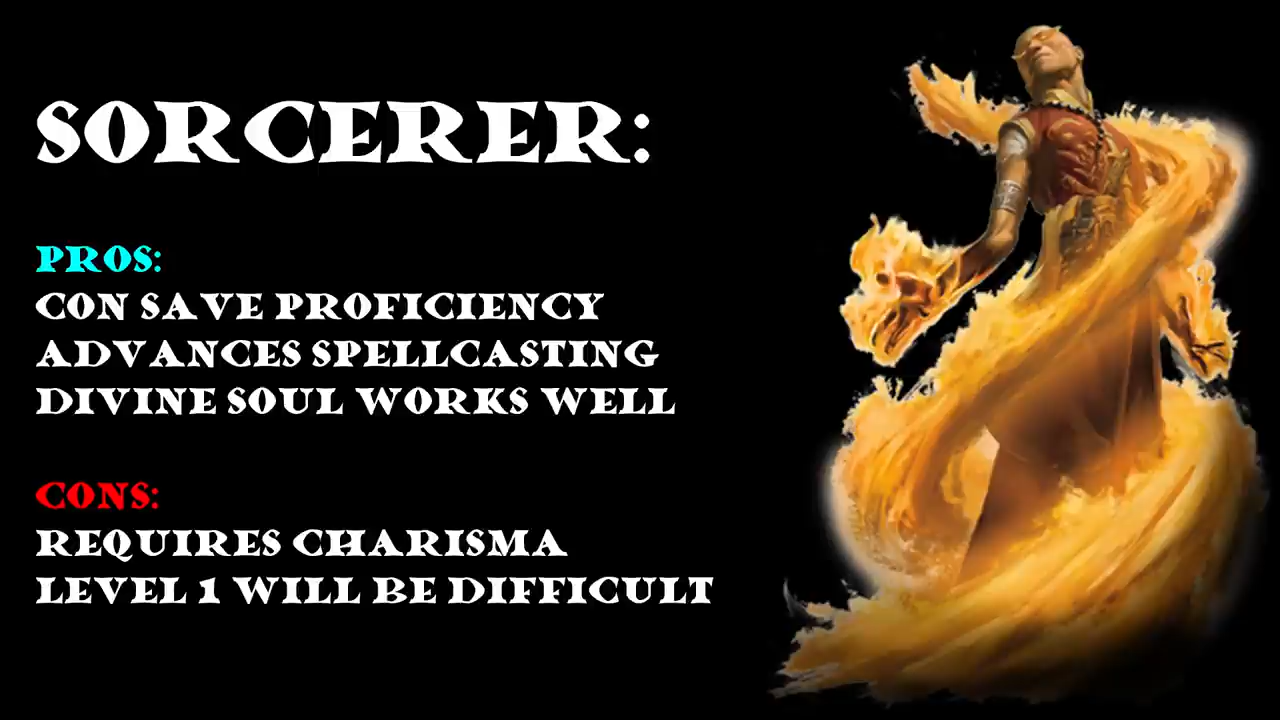 SORCERER:
PROS:
CON SAVE PROFICIENCY
ADVANCES SPELLCASTING
DIVINE SOUL WORKS WELL
CONS:
REQUIRES CHARISMA
LEVEL 1 WILL BE DIFFICULT